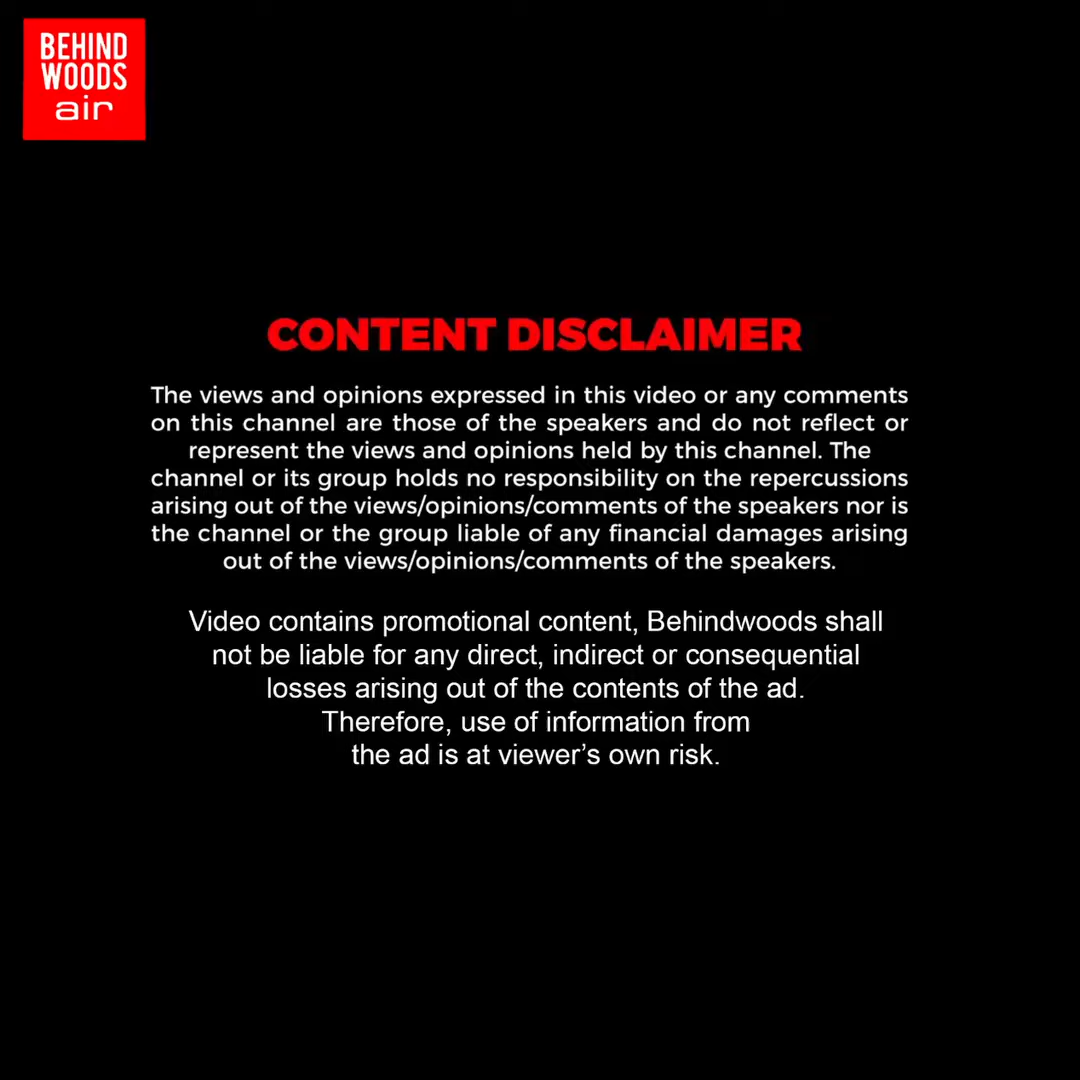 BEHIND
WOODS
air
CONTENT DISCLAIMER
The views and opinions expressed in this video or any comments
on this channel are those of the speakers and do not reflect or
represent the views and opinions held by this channel. The
channel or its group holds no responsibility on the repercussions
arising out of the views/opinions/comments of the speakers nor is
the channel or the group liable of any financial damages arising
out of the views/opinions/comments of the speakers.
Video contains promotional content, Behindwoods shall
not be liable for any direct, indirect or consequential
losses arising out of the contents of the ad.
Therefore, use of information from
the ad is at viewer’s own risk.